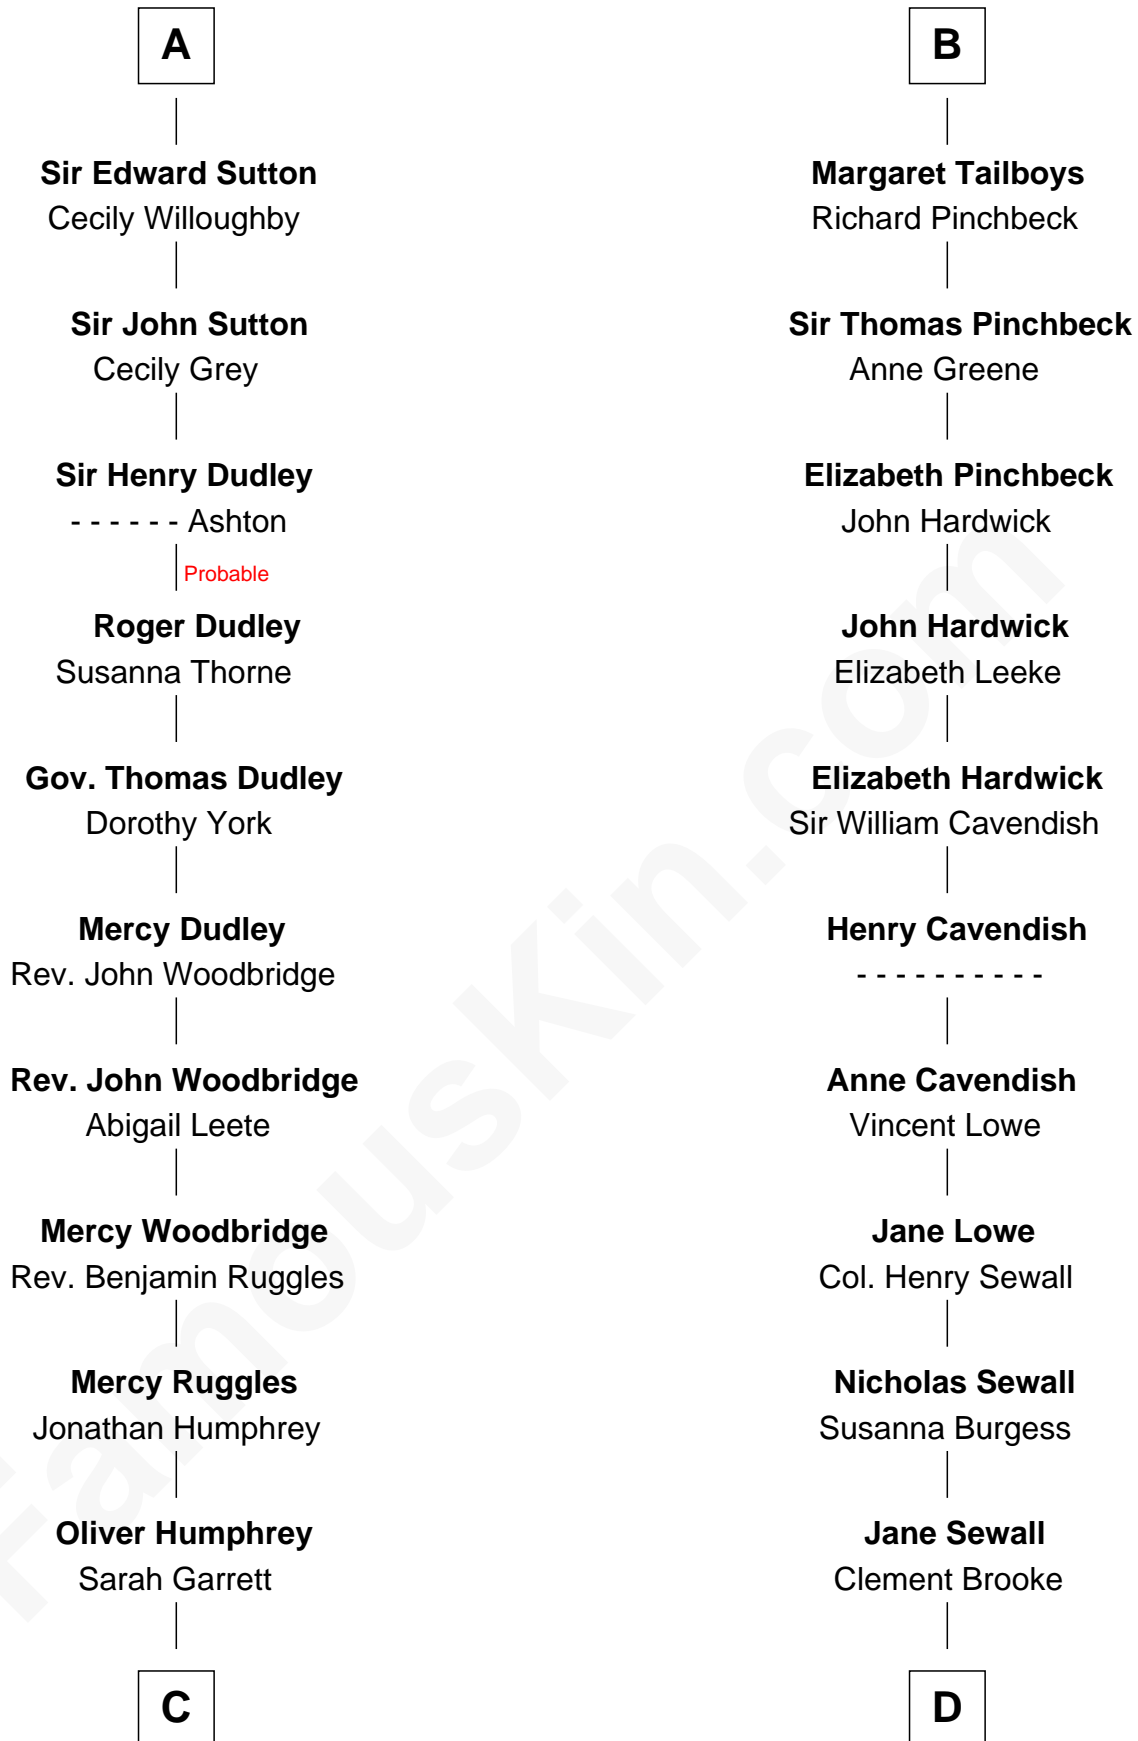 A
Sir Edward Sutton
Cecily Willoughby
Sir John Sutton
Cecily Grey
Sir Henry Dudley
- - - - - - Ashton
Probable
Roger Dudley
Susanna Thorne
Gov. Thomas Dudley
Dorothy York
Mercy Dudley
Rev. John Woodbridge
Rev. John Woodbridge
Abigail Leete
Mercy Woodbridge
Rev. Benjamin Ruggles
Mercy Ruggles
Jonathan Humphrey
Oliver Humphrey
Sarah Garrett
C
B
Margaret Tailboys
Richard Pinchbeck
Sir Thomas Pinchbeck
Anne Greene
Elizabeth Pinchbeck
John Hardwick
John Hardwick
Elizabeth Leeke
Elizabeth Hardwick
Sir William Cavendish
Henry Cavendish
- - - - - - - - - -
Anne Cavendish
Vincent Lowe
Jane Lowe
Col. Henry Sewall
Nicholas Sewall
Susanna Burgess
Jane Sewall
Clement Brooke
D
FamousKin.com